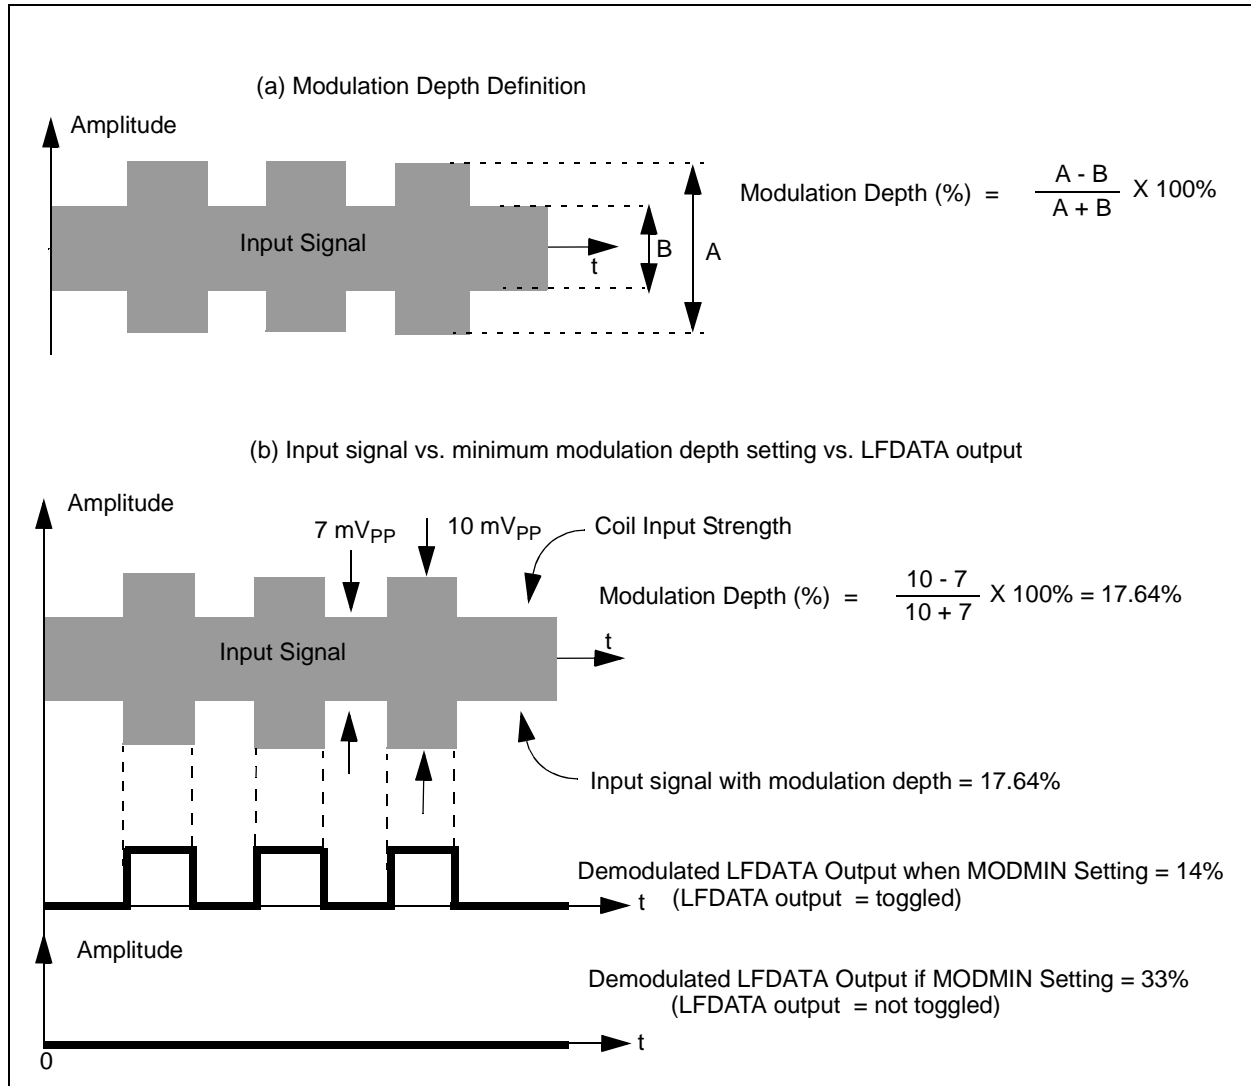 (a) Modulation Depth Definition
Amplitude
Modulation Depth (%) = A - B / A + B X 100%
Input Signal
t
B
A
(b) Input signal vs. minimum modulation depth setting vs. LFDATA output
Amplitude
7 mVPP
10 mVPP
Coil Input Strength
Modulation Depth (%) = 10 - 7 / 10 + 7 X 100% = 17.64%
Input Signal
t
Input signal with modulation depth = 17.64%
Demodulated LFDATA Output when MODMIN Setting = 14%
(LFDATA output = toggled)
t
Amplitude
Demodulated LFDATA Output if MODMIN Setting = 33%
(LFDATA output = not toggled)
t
0